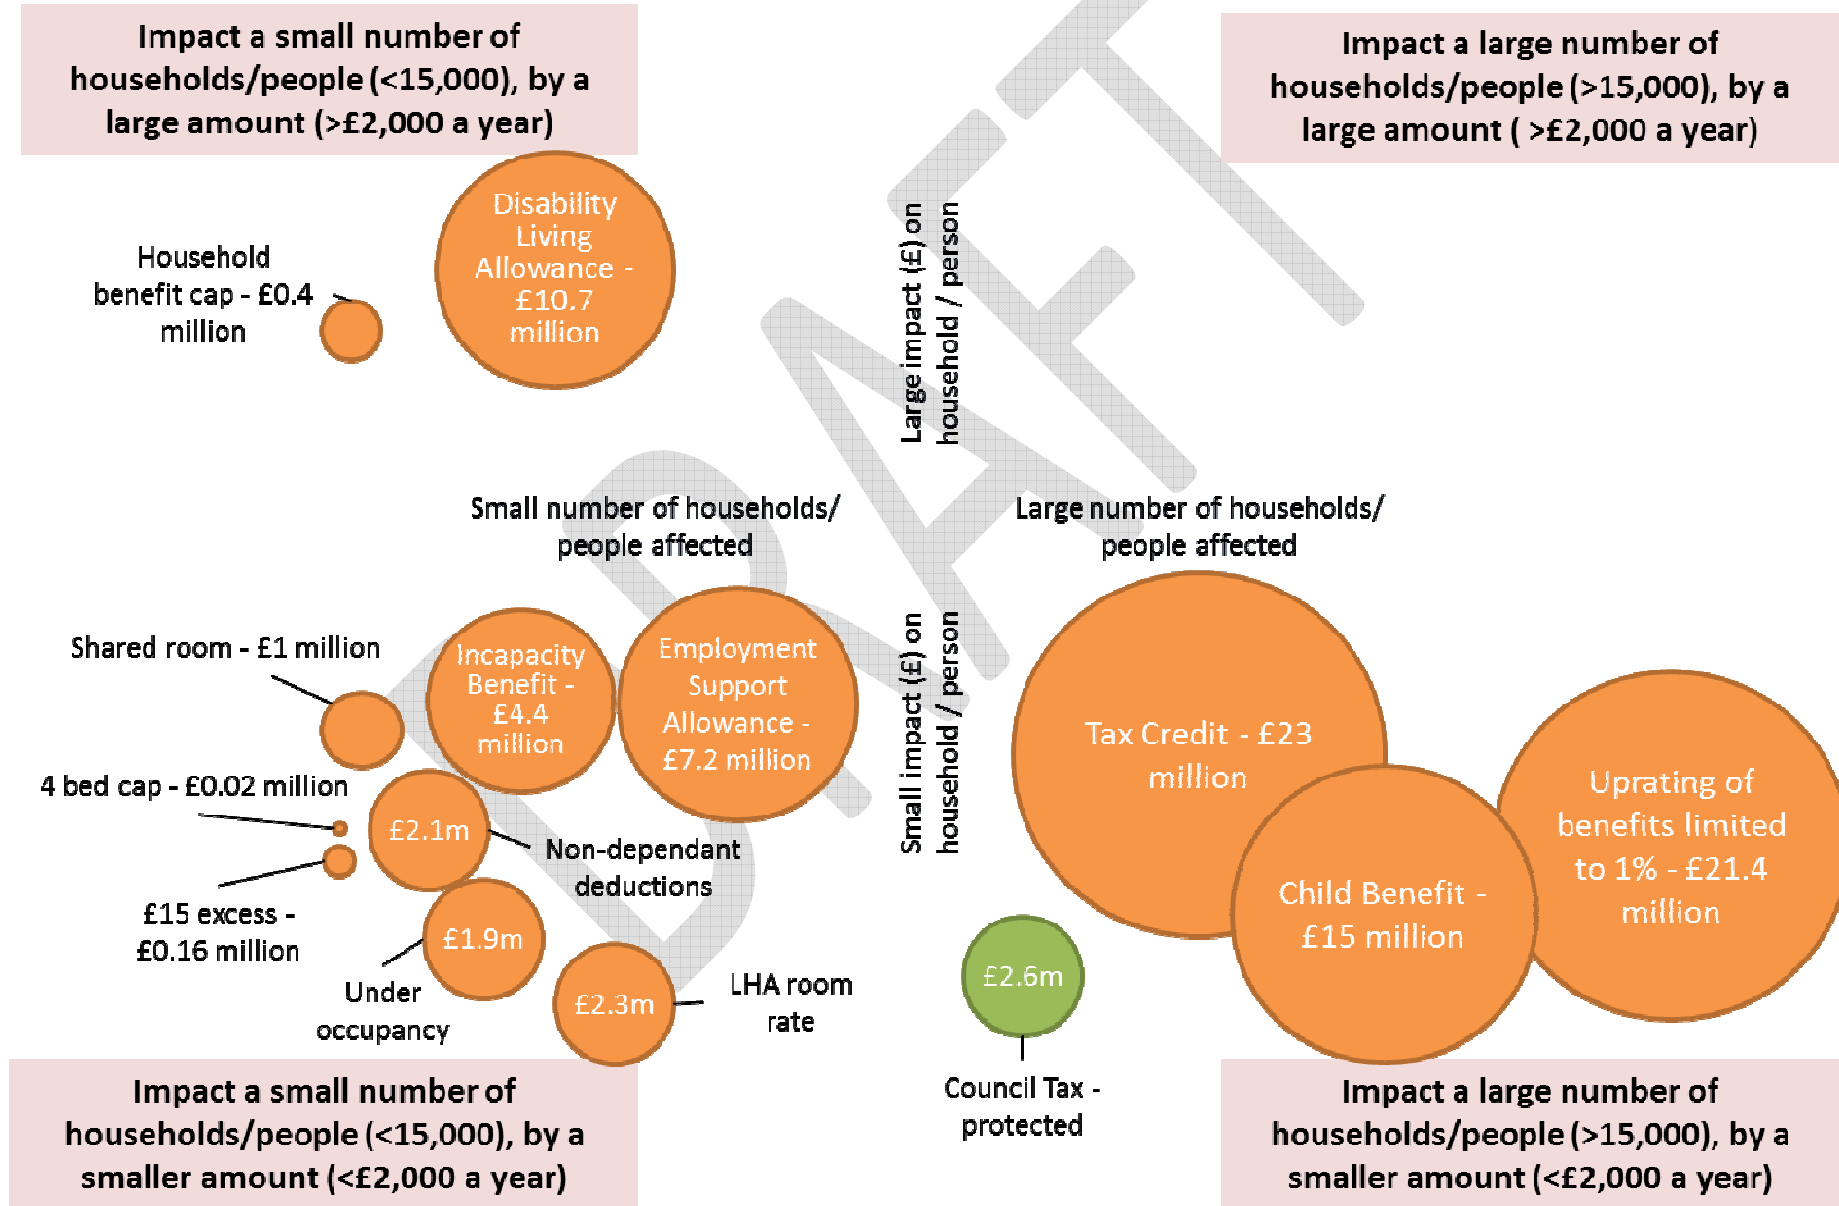 Impact a small number of
households/people (<15,000), by a
large amount (>£2,000 a year)
Impact a large number of
households/people (>15,000), by a
large amount ( >£2,000 a year)
Disability
Living
Allowance -
£10.7
million
Household
benefit cap - £0.4
million
Large impact (£) on
household / person
Small number of households/
people affected
Large number of households/
people affected
Shared room - £1 million
Incapacity
Benefit -
£4.4
million
Employment
Support
Allowance -
£7.2 million
Small impact (£) on
household / person
Tax Credit - £23
million
Uprating of
benefits limited
to 1% - £21.4
million
4 bed cap - £0.02 million
£2.1m
Non-dependant
deductions
£15 excess -
£0.16 million
£1.9m
Under
occupancy
£2.3m
LHA room
rate
Child Benefit -
£15 million
£2.6m
Council Tax -
protected
Impact a small number of
households/people (<15,000), by a
smaller amount (<£2,000 a year)
Impact a large number of
households/people (>15,000), by a
smaller amount (<£2,000 a year)
DRAFT